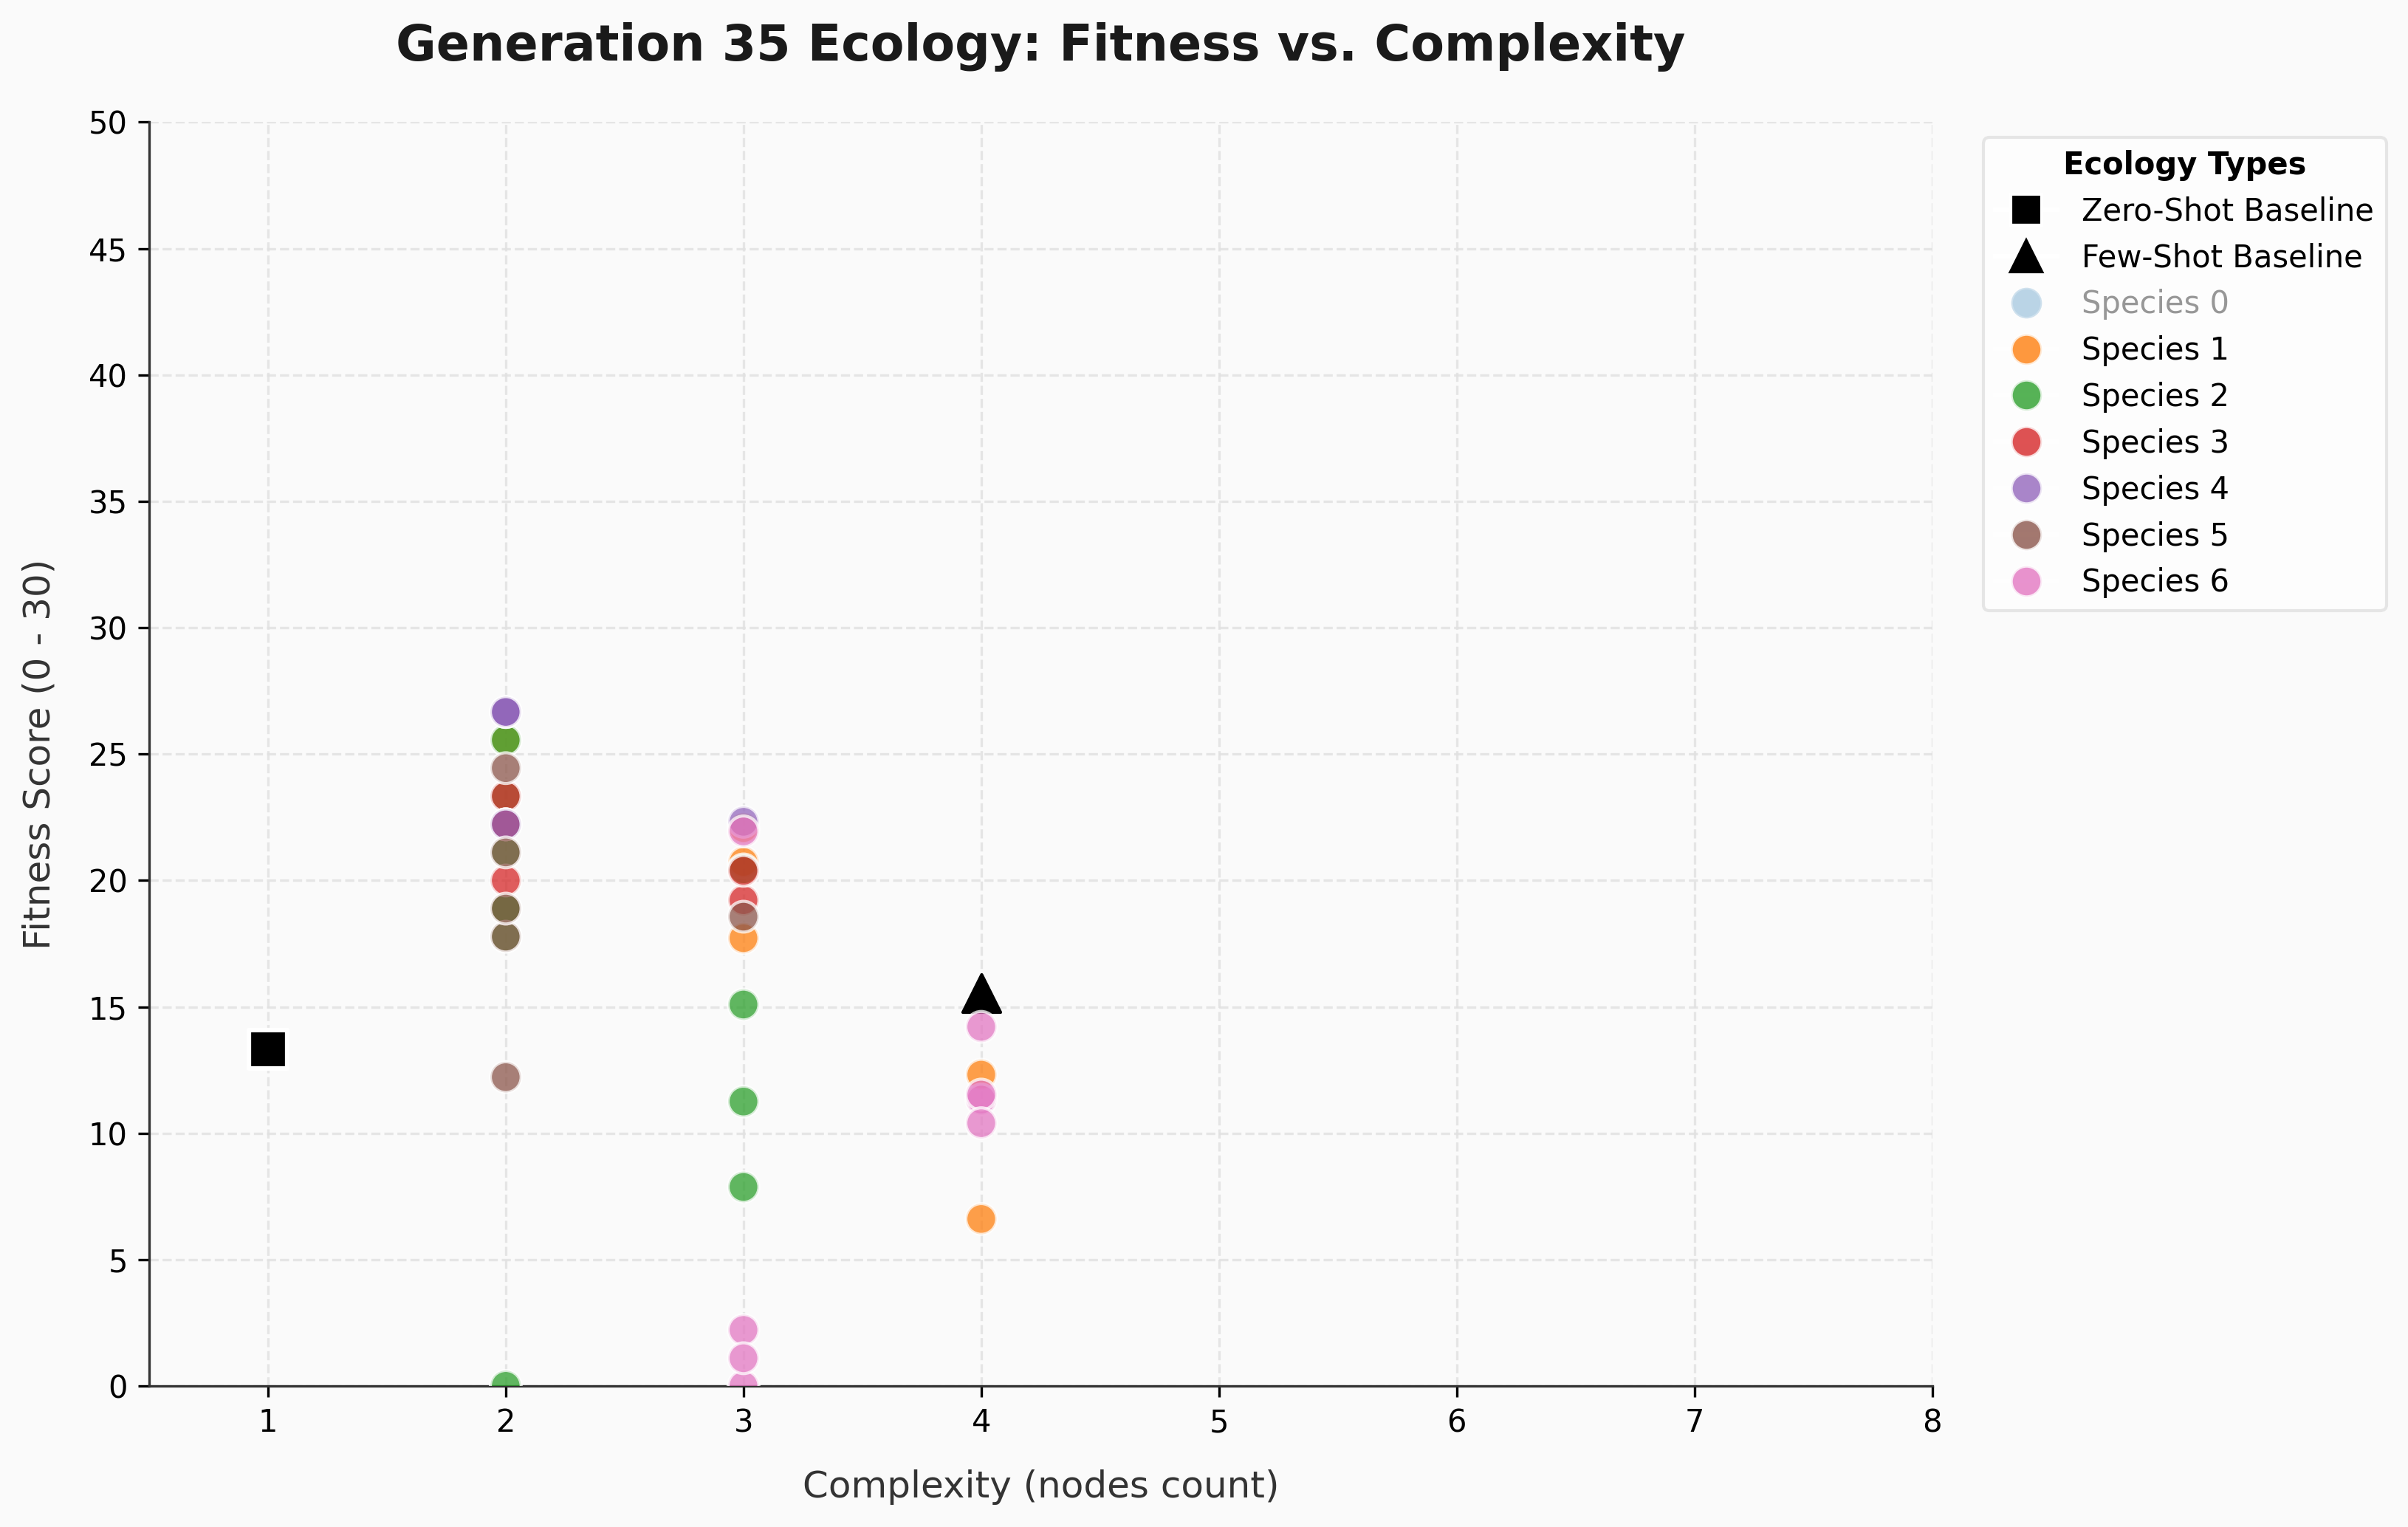 Generation 35 Ecology: Fitness vs. Complexity
50
45
40
35
30
25
20
15
10
5
0
Fitness Score (0 - 30)
1 2 3 4 5 6 7 8
Complexity (nodes count)
Ecology Types
Zero-Shot Baseline
Few-Shot Baseline
Species 0
Species 1
Species 2
Species 3
Species 4
Species 5
Species 6